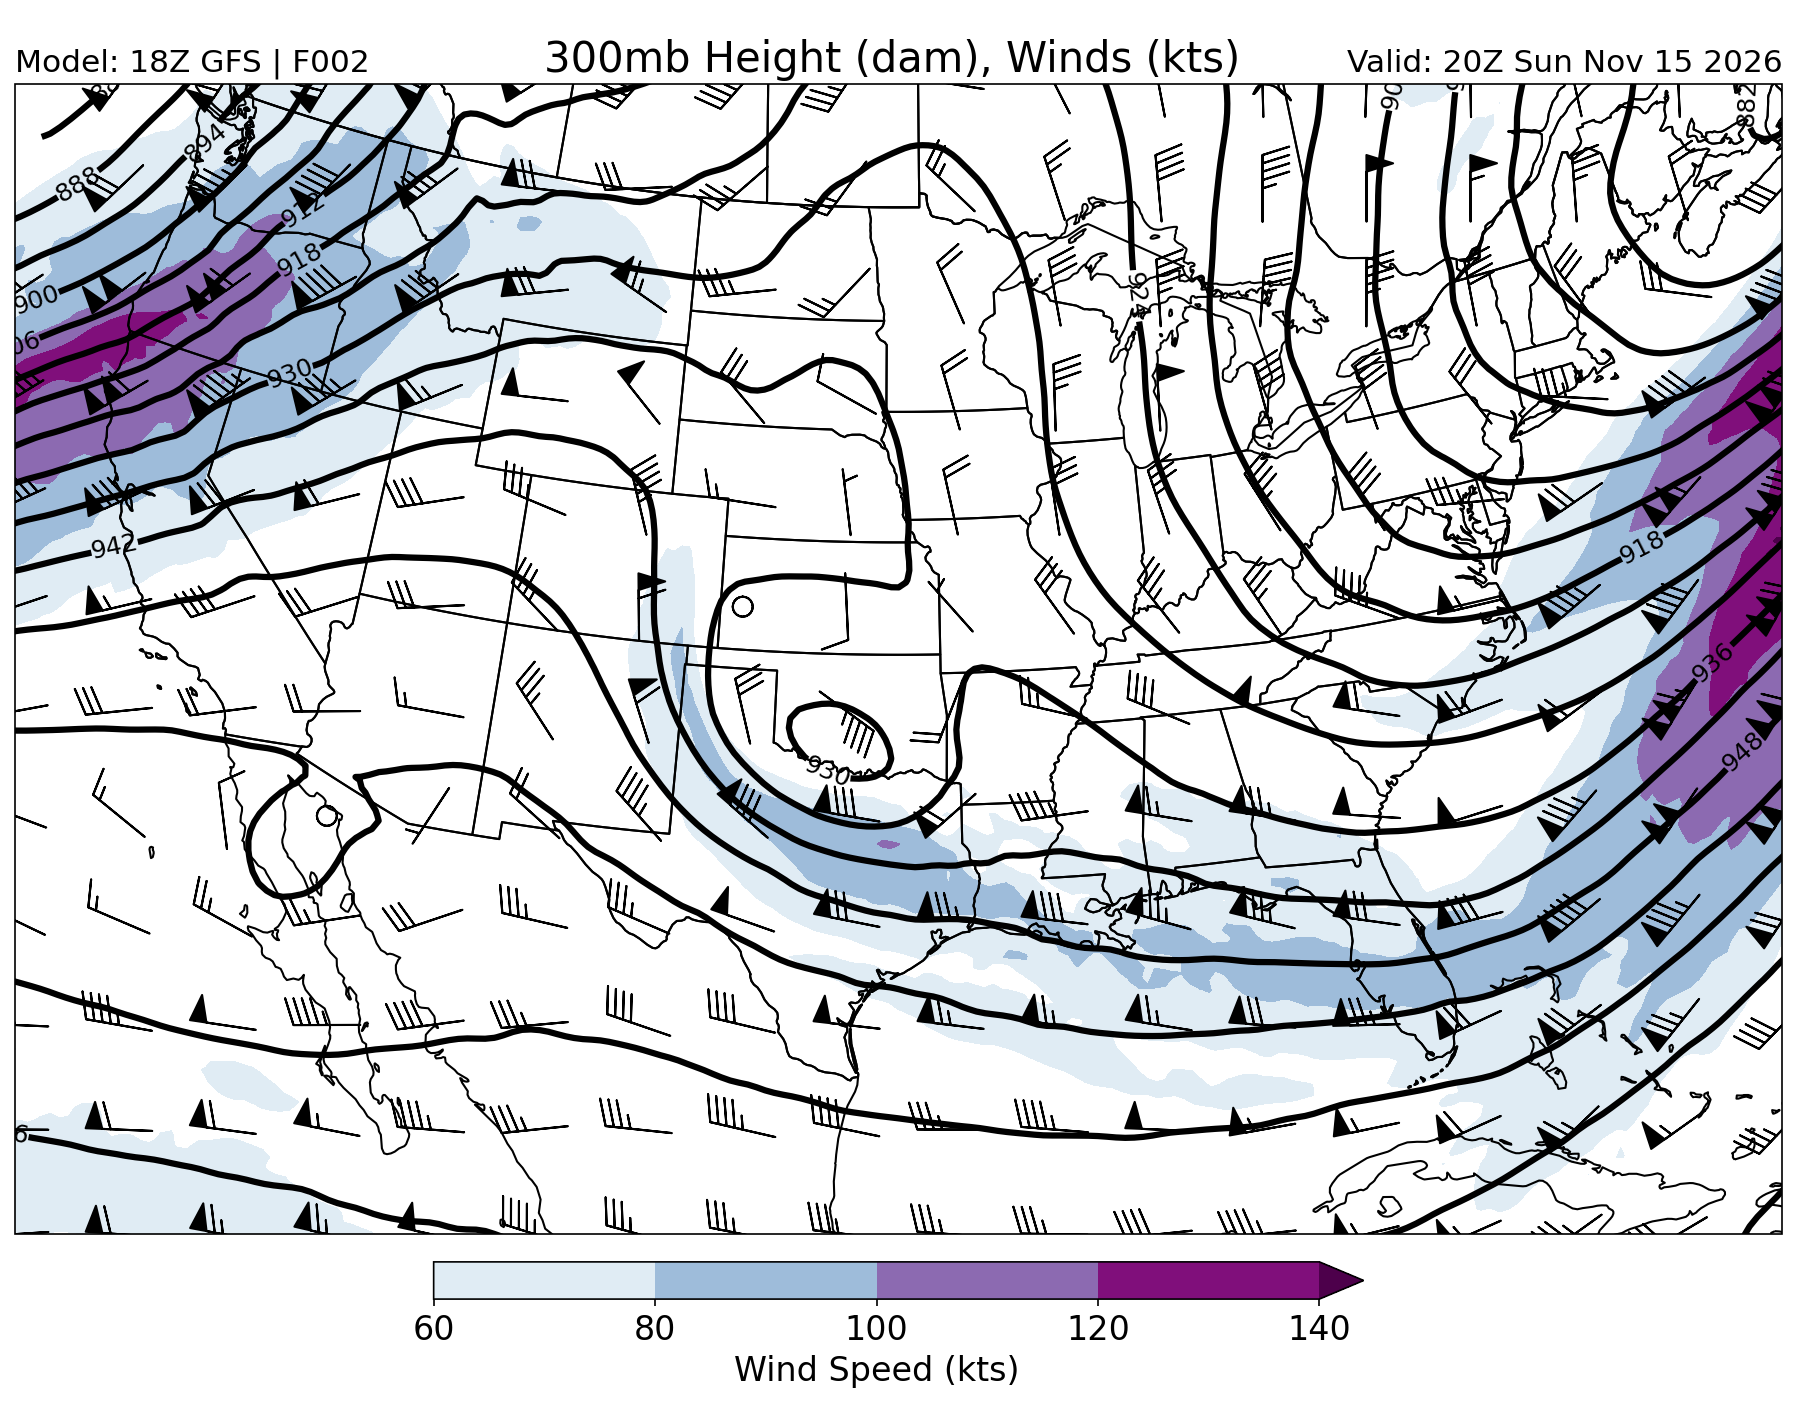 Model: 18Z GFS | F002
300mb Height (dam), Winds (kts)
Valid: 20Z Sun Nov 15 2026
882
894
888
912
918
900
924
930
942
918
936
948
930
60 80 100 120 140
Wind Speed (kts)